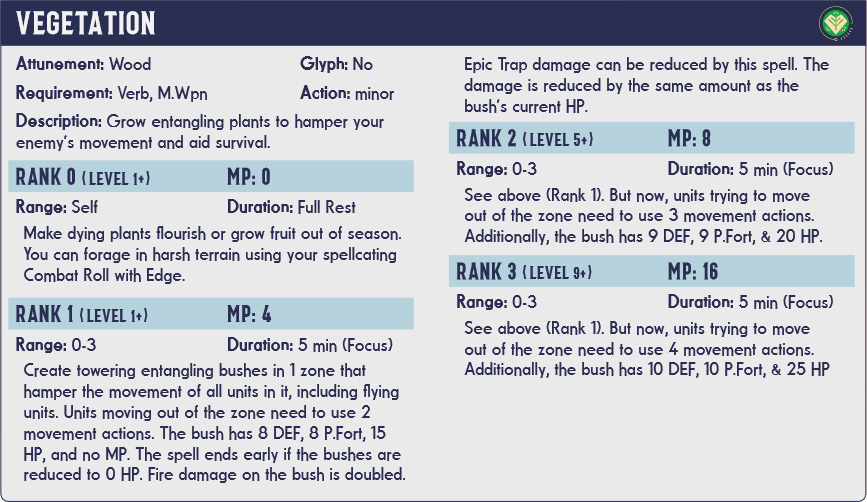 VEGETATION
Attunement: Wood Glyph: No
Requirement: Verb, M.Wpn Action: minor
Description: Grow entangling plants to hamper your
enemy's movement and aid survival.
RANK 0 (LEVEL 1+) MP: 0
Range: Self Duration: Full Rest
Make dying plants flourish or grow fruit out of season.
You can forage in harsh terrain using your spellcating
Combat Roll with Edge.
RANK 1 (LEVEL 1+) MP: 4
Range: 0-3 Duration: 5 min (Focus)
Create towering entangling bushes in 1 zone that
hamper the movement of all units in it, including flying
units. Units moving out of the zone need to use 2
movement actions. The bush has 8 DEF, 8 P.Fort, 15
HP, and no MP. The spell ends early if the bushes are
reduced to 0 HP. Fire damage on the bush is doubled.
Epic Trap damage can be reduced by this spell. The
damage is reduced by the same amount as the
bush's current HP.
RANK 2 (LEVEL 5+) MP: 8
Range: 0-3 Duration: 5 min (Focus)
See above (Rank 1). But now, units trying to move
out of the zone need to use 3 movement actions.
Additionally, the bush has 9 DEF, 9 P.Fort, & 20 HP.
RANK 3 (LEVEL 9+) MP: 16
Range: 0-3 Duration: 5 min (Focus)
See above (Rank 1). But now, units trying to move
out of the zone need to use 4 movement actions.
Additionally, the bush has 10 DEF, 10 P.Fort, & 25 HP